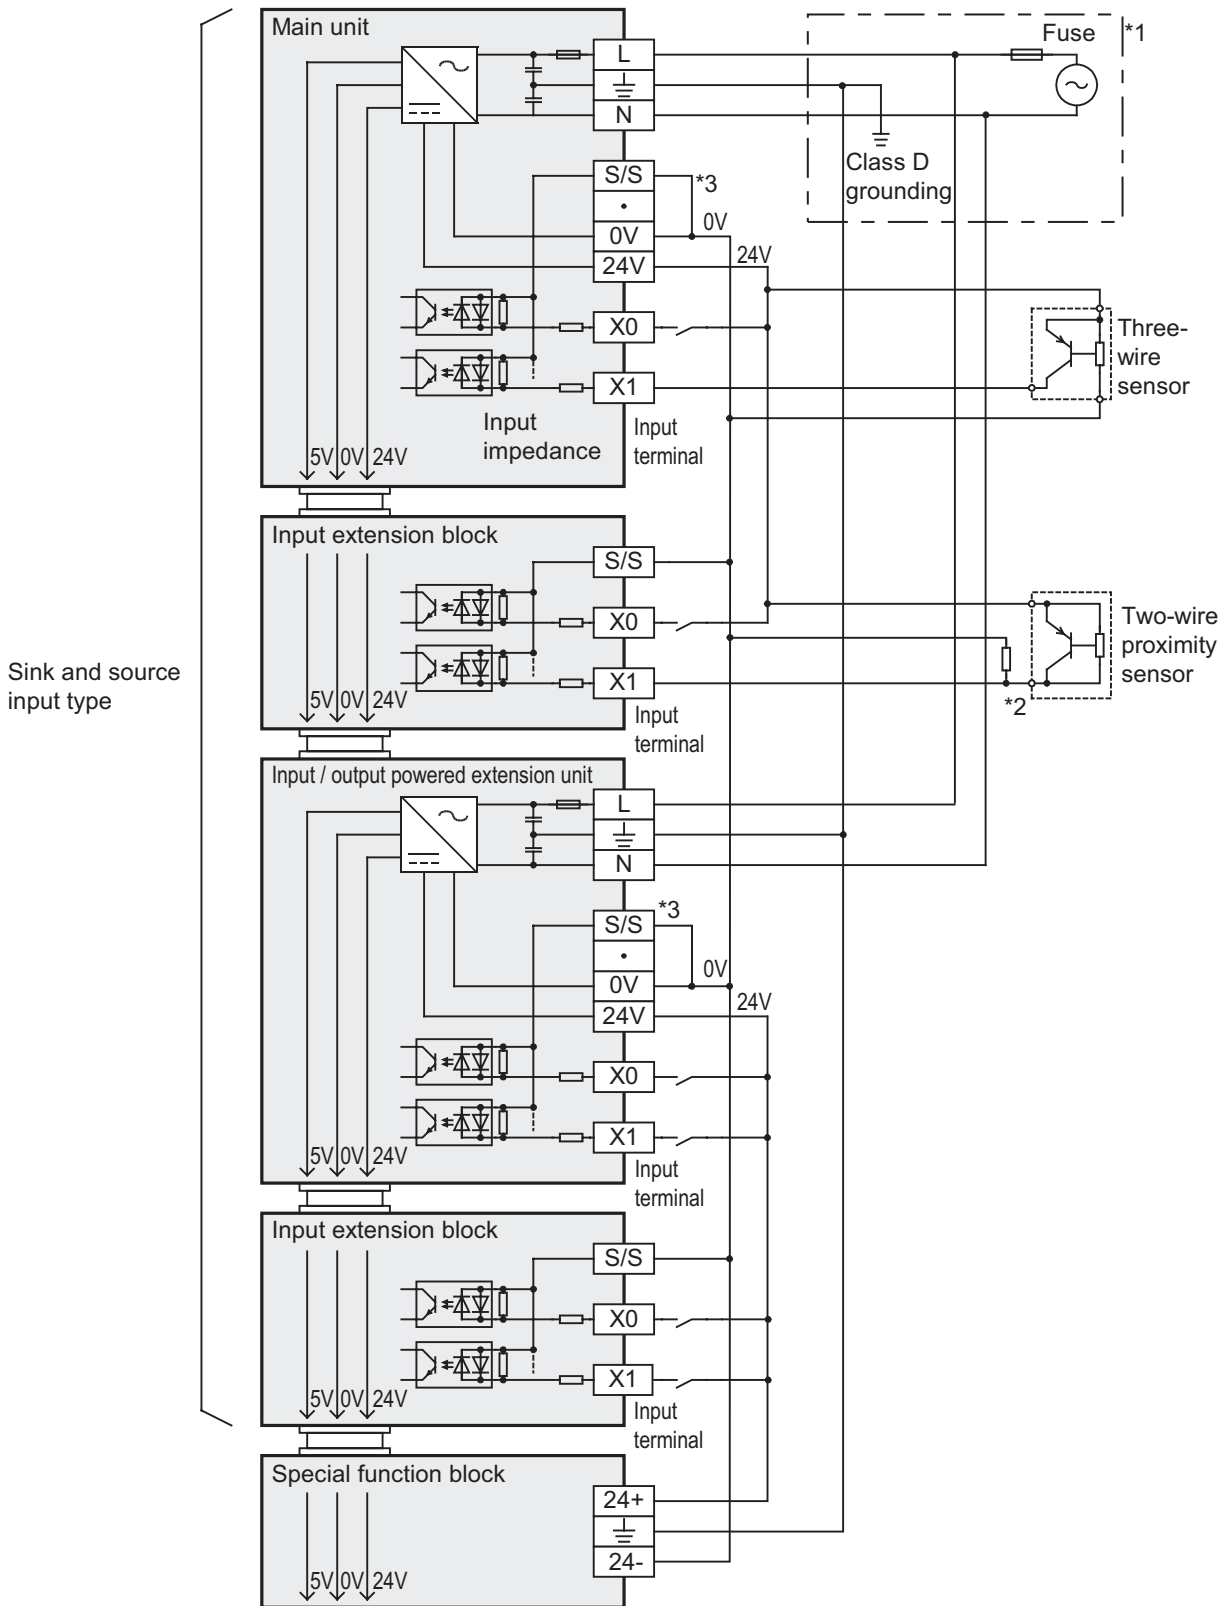 Main unit
L
N
Fuse
*1
Class D
grounding
S/S
*3
0V
0V
24V
24V
X0
X1
Three-
wire
sensor
Input
impedance
Input
terminal
5V 0V 24V
Input extension block
S/S
X0
X1
Two-wire
proximity
sensor
*2
Sink and source
input type
5V 0V 24V
Input
terminal
Input / output powered extension unit
L
N
S/S
*3
0V
0V
24V
24V
X0
X1
5V 0V 24V
Input
terminal
Input extension block
S/S
X0
X1
5V 0V 24V
Input
terminal
Special function block
24+
24-
5V 0V 24V